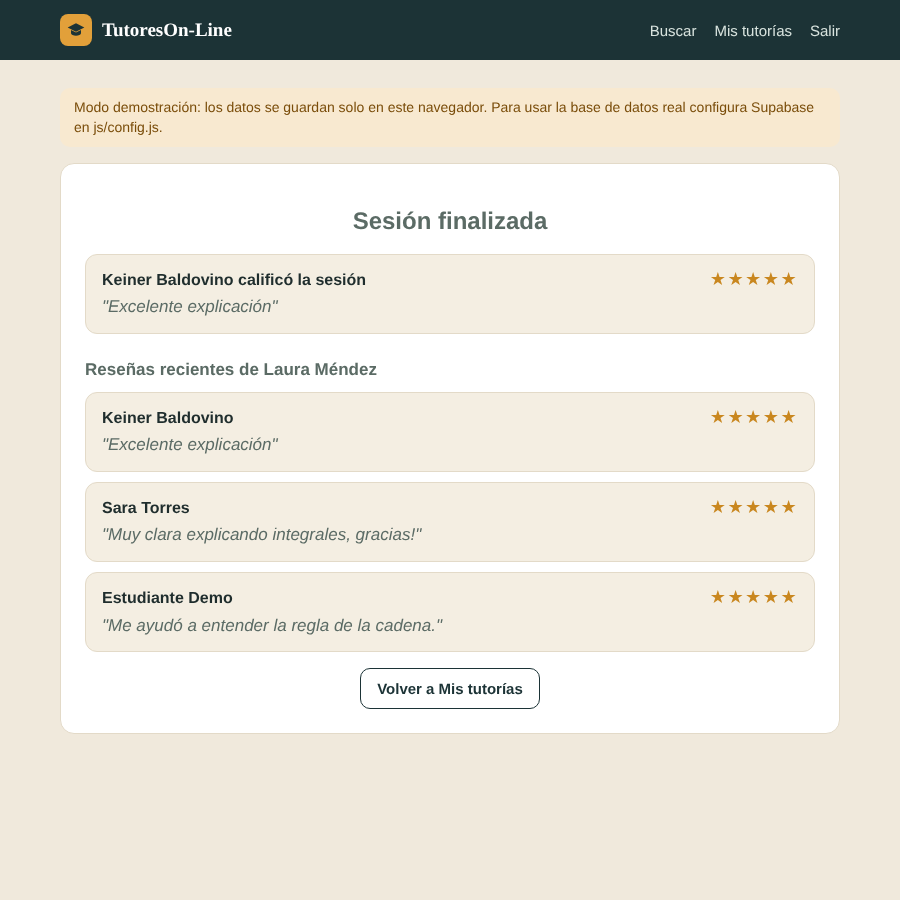 TutoresOn-Line
Buscar
Mis tutorías
Salir
Modo demostración: los datos se guardan solo en este navegador. Para usar la base de datos real configura Supabase
en js/config.js.
Sesión finalizada
Keiner Baldovino calificó la sesión
★★★★★
"Excelente explicación"
Reseñas recientes de Laura Méndez
Keiner Baldovino
★★★★★
"Excelente explicación"
Sara Torres
★★★★★
"Muy clara explicando integrales, gracias!"
Estudiante Demo
★★★★★
"Me ayudó a entender la regla de la cadena."
Volver a Mis tutorías